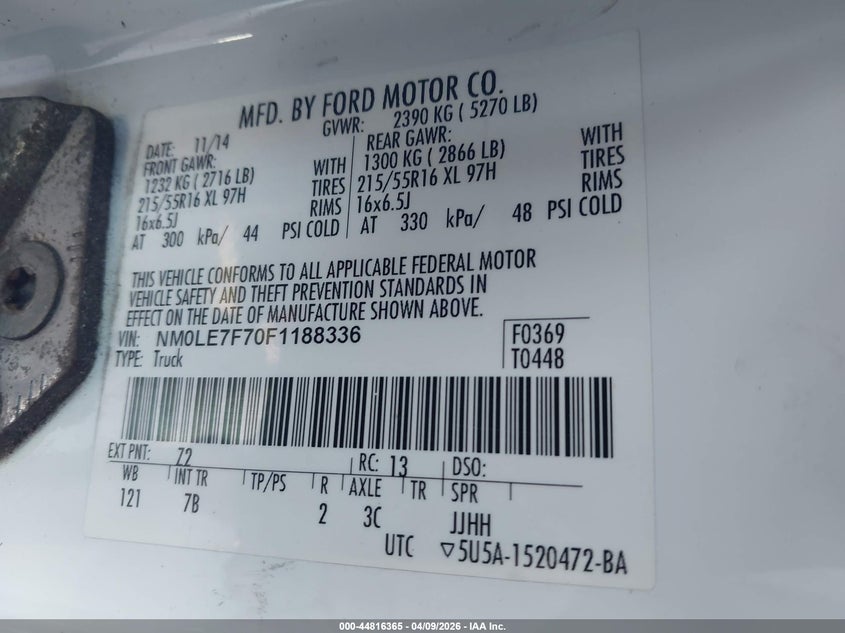 MFD. BY FORD MOTOR CO.
DATE: 11/14 GVWR: 2390 KG ( 5270 LB)
FRONT GAWR: REAR GAWR:
1232 KG ( 2716 LB) WITH 1300 KG ( 2866 LB) WITH
215/55R16 XL 97H TIRES 215/55R16 XL 97H TIRES
16x6.5J RIMS 16x6.5J RIMS
AT 300 kPa/ 44 PSI COLD AT 330 kPa/ 48 PSI COLD
THIS VEHICLE CONFORMS TO ALL APPLICABLE FEDERAL MOTOR
VEHICLE SAFETY AND THEFT PREVENTION STANDARDS IN
EFFECT ON THE DATE OF MANUFACTURE SHOWN ABOVE.
VIN: NM0LE7F70F1188336 F0369
TYPE: Truck T0448
EXT PNT: 72 RC: 13 DSO:
WB INT TR TP/PS R AXLE TR SPR
121 7B 2 3C JJHH
UTC ▽5U5A-1520472-BA
000-44816365 | 04/09/2026 | IAA Inc.